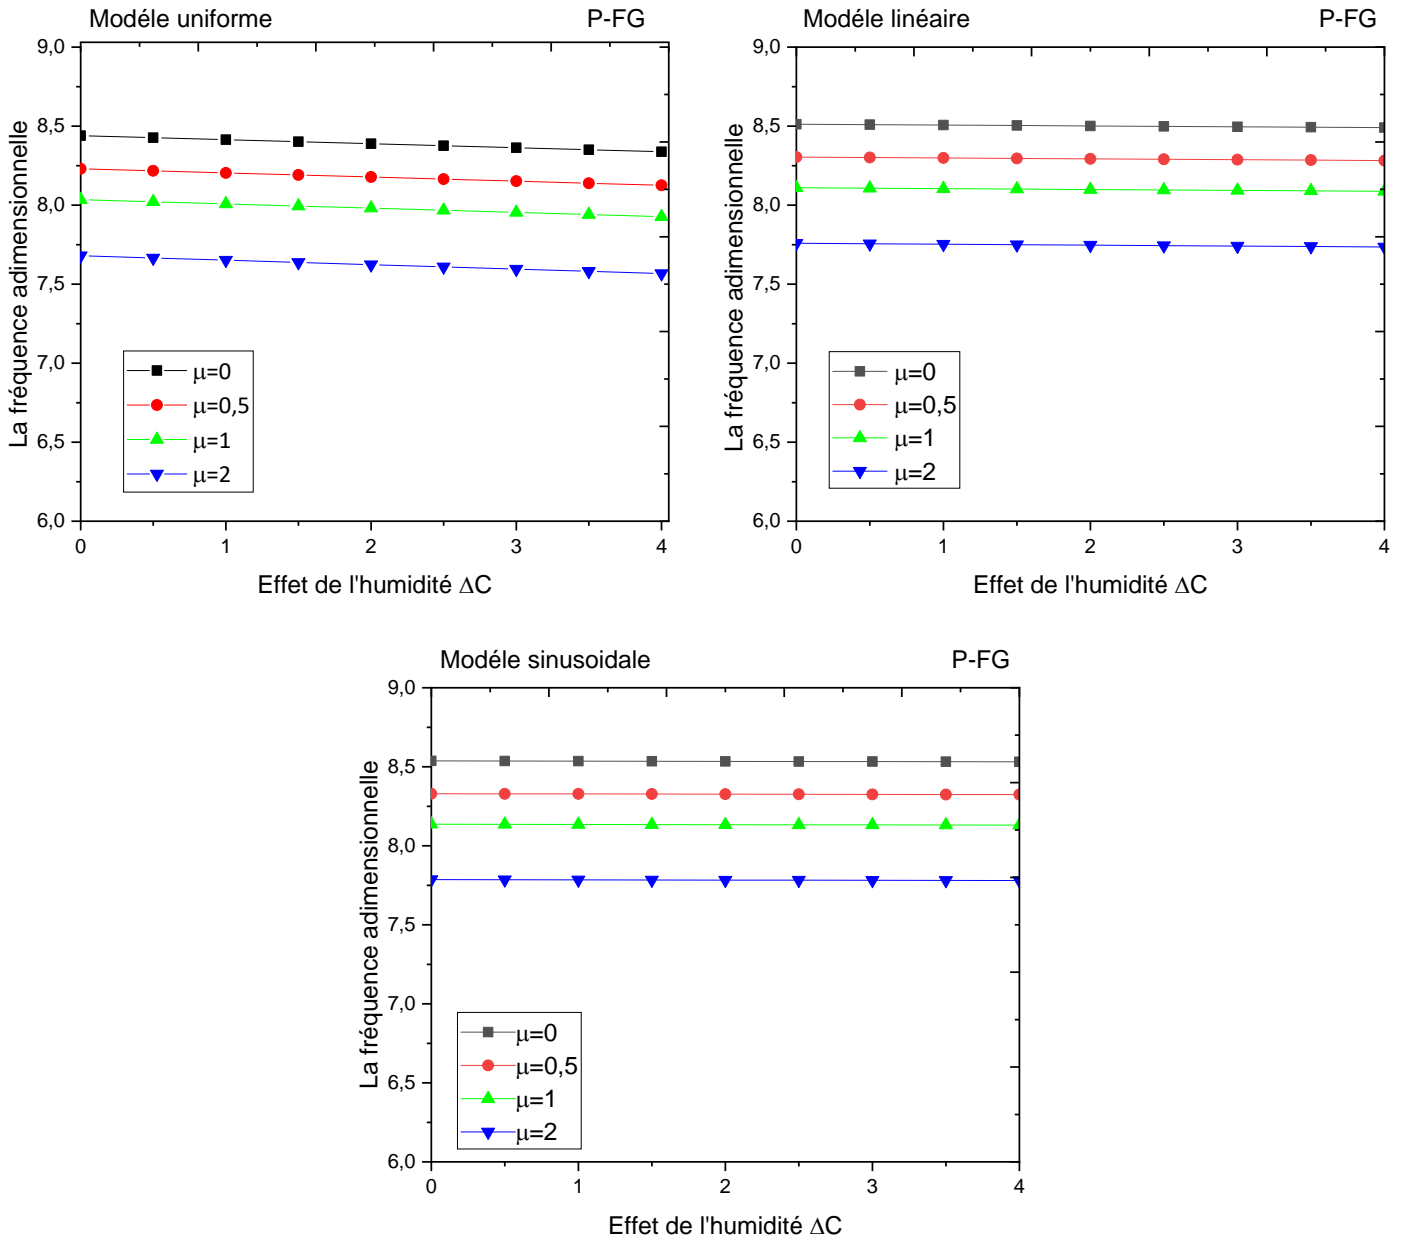 Modéle uniforme P-FG
La fréquence adimensionnelle
9,0
8,5
8,0
7,5
7,0
6,5
6,0
μ=0
μ=0,5
μ=1
μ=2
0 1 2 3 4
Effet de l'humidité ΔC
Modéle linéaire P-FG
La fréquence adimensionnelle
9,0
8,5
8,0
7,5
7,0
6,5
6,0
μ=0
μ=0,5
μ=1
μ=2
0 1 2 3 4
Effet de l'humidité ΔC
Modéle sinusoidale P-FG
La fréquence adimensionnelle
9,0
8,5
8,0
7,5
7,0
6,5
6,0
μ=0
μ=0,5
μ=1
μ=2
0 1 2 3 4
Effet de l'humidité ΔC